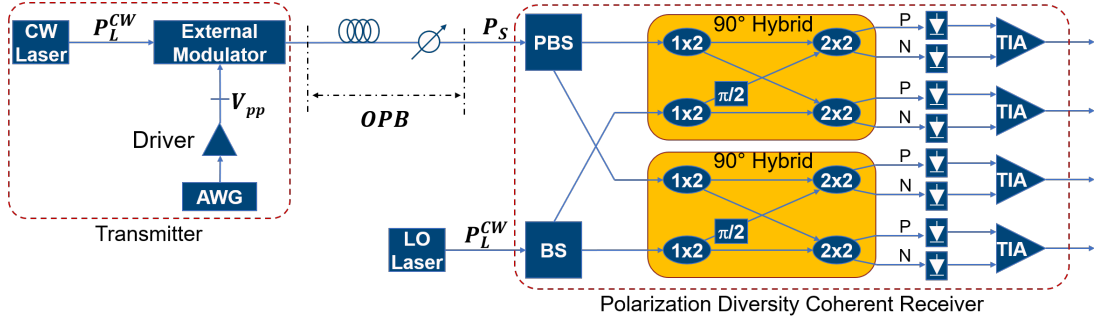 CW
Laser
P_L^CW
External
Modulator
V_pp
Driver
AWG
Transmitter
OPB
P_S
LO
Laser
P_L^CW
PBS
BS
90° Hybrid
1x2
2x2
π/2
1x2
2x2
90° Hybrid
1x2
2x2
π/2
1x2
2x2
P
N
TIA
P
N
TIA
P
N
TIA
P
N
TIA
Polarization Diversity Coherent Receiver